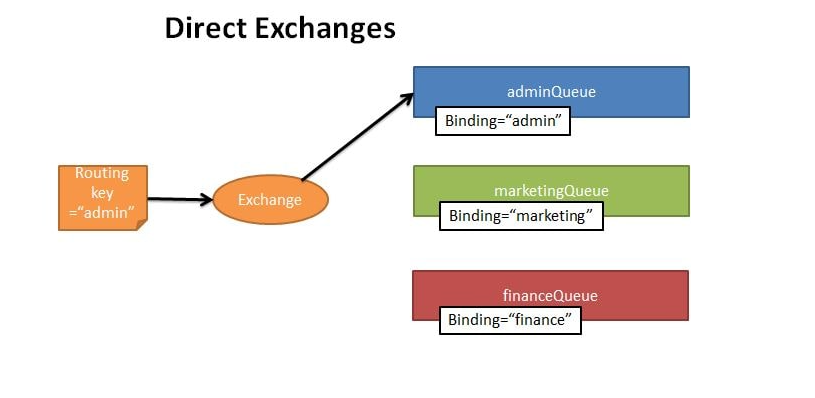 Direct Exchanges
adminQueue
Binding=“admin”
Routing
key
=“admin”
Exchange
marketingQueue
Binding=“marketing”
financeQueue
Binding=“finance”